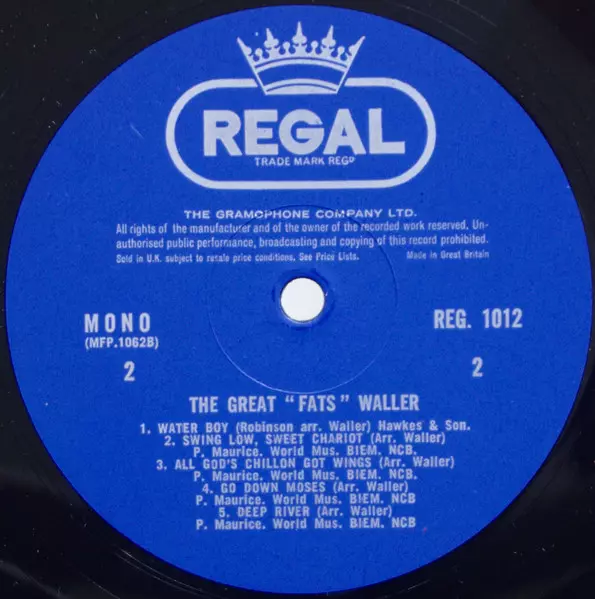 REGAL
TRADE MARK REGD
THE GRAMOPHONE COMPANY LTD.
All rights of the manufacturer and of the owner of the recorded work reserved. Un-
authorised public performance, broadcasting and copying of this record prohibited.
Sold in U.K. subject to resale price conditions, See Price Lists. Made in Great Britain
MONO REG. 1012
(MFP.1062B)
2 2
THE GREAT "FATS" WALLER
1. WATER BOY (Robinson arr. Waller) Hawkes & Son.
2. SWING LOW, SWEET CHARIOT (Arr. Waller)
P. Maurice. World Mus. BIEM. NCB.
3. ALL GOD'S CHILLON GOT WINGS (Arr. Waller)
P. Maurice. World Mus. BIEM. NCB.
4. GO DOWN MOSES (Arr. Waller)
P. Maurice. World Mus. BIEM. NCB
5. DEEP RIVER (Arr. Waller)
P. Maurice. World Mus. BIEM. NCB